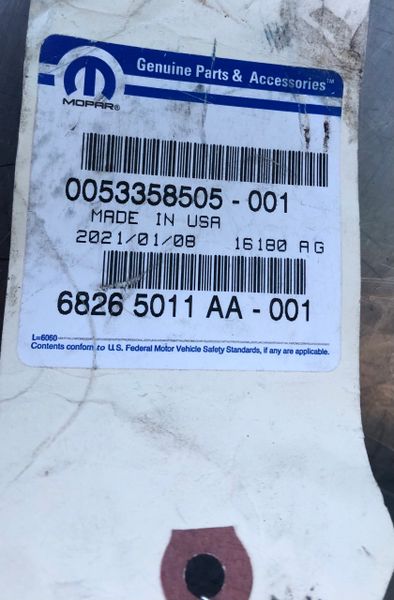 Genuine Parts & Accessories™
MOPAR®
0053358505 - 001
MADE IN USA
2021/01/08 16180 AG
6826 5011 AA - 001
L=6060
Contents conform to U.S. Federal Motor Vehicle Safety Standards, if any are applicable.